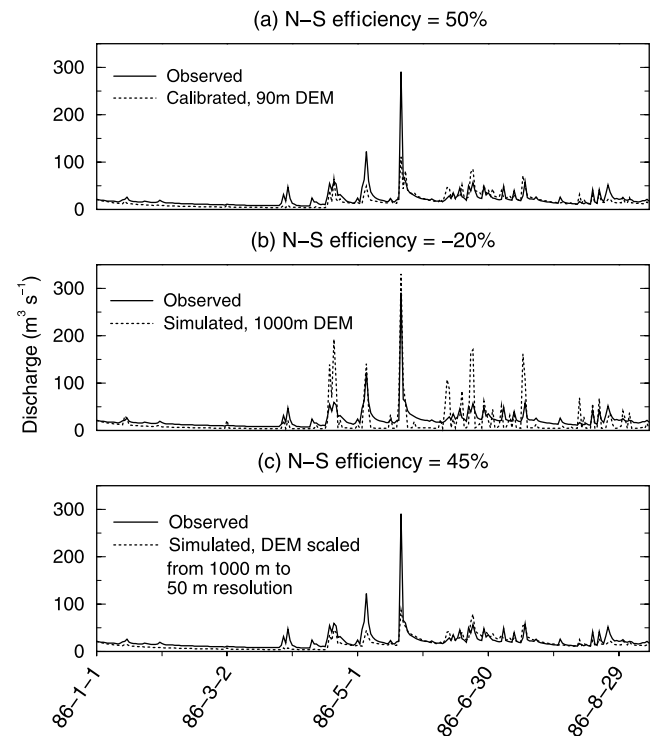 (a) N−S efficiency = 50%
300
200
100
0
Observed
Calibrated, 90m DEM
(b) N−S efficiency = −20%
300
200
100
0
Observed
Simulated, 1000m DEM
Discharge (m³ s⁻¹)
(c) N−S efficiency = 45%
300
200
100
0
Observed
Simulated, DEM scaled
from 1000 m to
50 m resolution
86−1−1
86−3−2
86−5−1
86−6−30
86−8−29